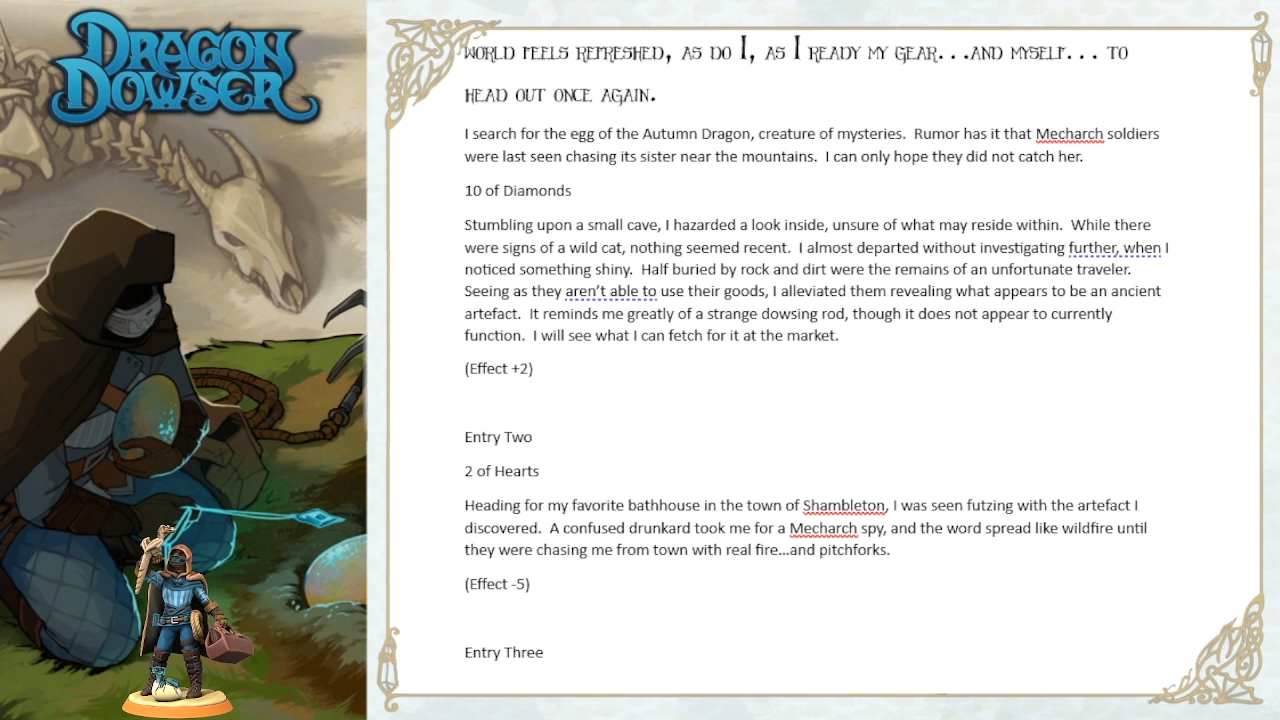 DRAGON
DOWSER
WORLD FEELS REFRESHED, AS DO I, AS I READY MY GEAR...AND MYSELF... TO
HEAD OUT ONCE AGAIN.
I search for the egg of the Autumn Dragon, creature of mysteries.  Rumor has it that Mecharch soldiers
were last seen chasing its sister near the mountains.  I can only hope they did not catch her.
10 of Diamonds
Stumbling upon a small cave, I hazarded a look inside, unsure of what may reside within.  While there
were signs of a wild cat, nothing seemed recent.  I almost departed without investigating further, when I
noticed something shiny.  Half buried by rock and dirt were the remains of an unfortunate traveler.
Seeing as they aren't able to use their goods, I alleviated them revealing what appears to be an ancient
artefact.  It reminds me greatly of a strange dowsing rod, though it does not appear to currently
function.  I will see what I can fetch for it at the market.
(Effect +2)
Entry Two
2 of Hearts
Heading for my favorite bathhouse in the town of Shambleton, I was seen futzing with the artefact I
discovered.  A confused drunkard took me for a Mecharch spy, and the word spread like wildfire until
they were chasing me from town with real fire...and pitchforks.
(Effect -5)
Entry Three